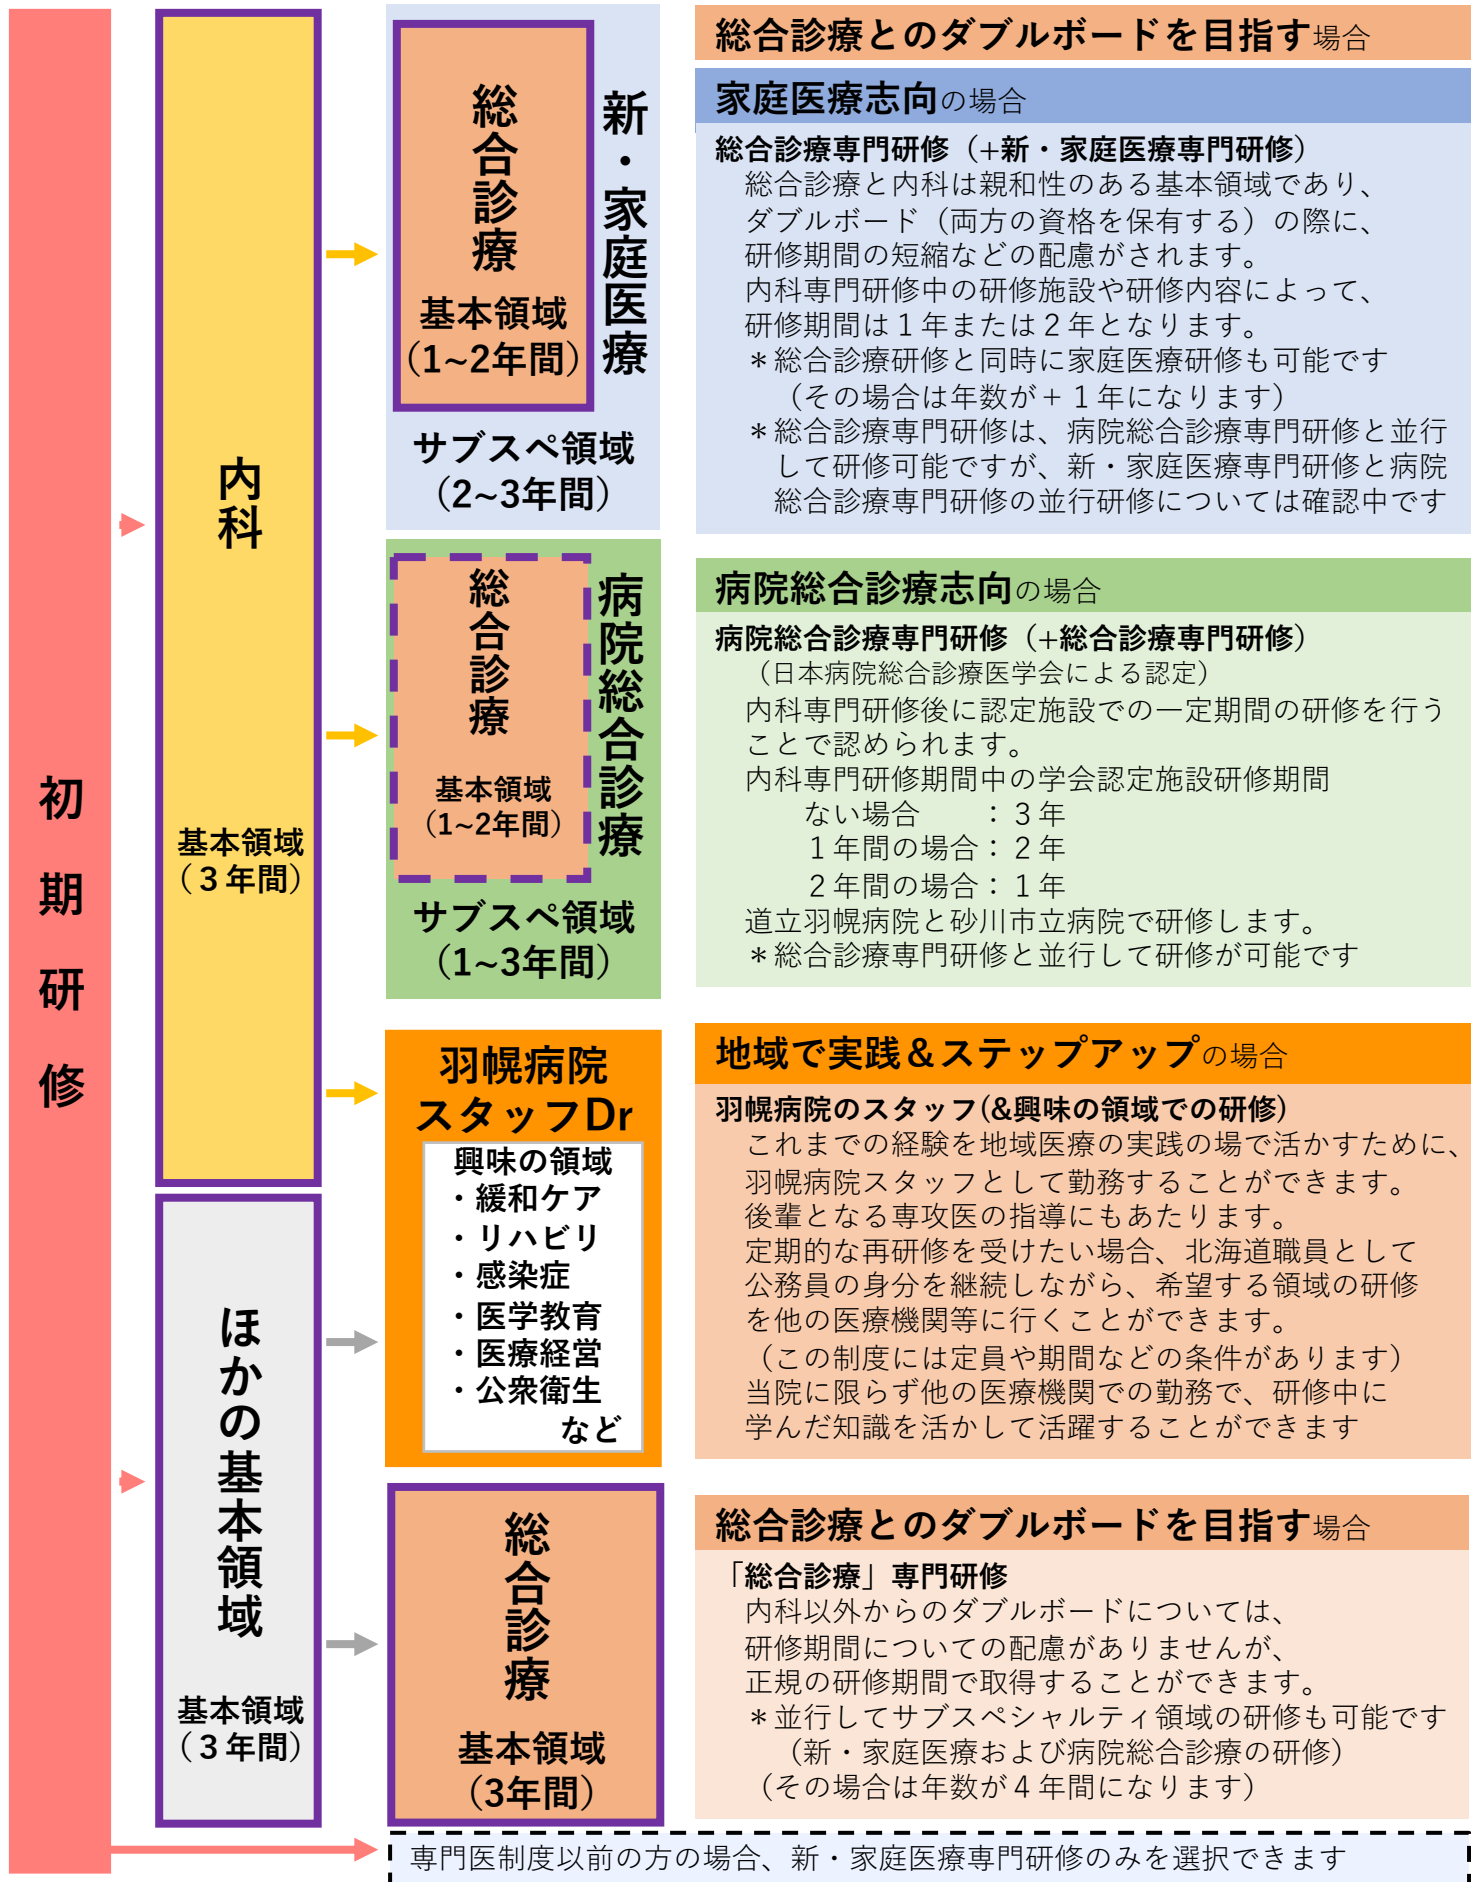 初期研修
内科
基本領域
（３年間）
ほかの基本領域
基本領域
（３年間）
総合診療
基本領域
（1~2年間）
新・家庭医療
サブスペ領域
（2~3年間）
総合診療
基本領域
（1~2年間）
病院総合診療
サブスペ領域
（1~3年間）
羽幌病院
スタッフDr
興味の領域
・緩和ケア
・リハビリ
・感染症
・医学教育
・医療経営
・公衆衛生
など
総合診療
基本領域
（3年間）
総合診療とのダブルボードを目指す場合
家庭医療志向の場合
総合診療専門研修（+新・家庭医療専門研修）
総合診療と内科は親和性のある基本領域であり、
ダブルボード（両方の資格を保有する）の際に、
研修期間の短縮などの配慮がされます。
内科専門研修中の研修施設や研修内容によって、
研修期間は１年または２年となります。
＊総合診療研修と同時に家庭医療研修も可能です
（その場合は年数が＋１年になります）
＊総合診療専門研修は、病院総合診療専門研修と並行
して研修可能ですが、新・家庭医療専門研修と病院
総合診療専門研修の並行研修については確認中です
病院総合診療志向の場合
病院総合診療専門研修（+総合診療専門研修）
（日本病院総合診療医学会による認定）
内科専門研修後に認定施設での一定期間の研修を行う
ことで認められます。
内科専門研修期間中の学会認定施設研修期間
ない場合　　：３年
１年間の場合：２年
２年間の場合：１年
道立羽幌病院と砂川市立病院で研修します。
＊総合診療専門研修と並行して研修が可能です
地域で実践＆ステップアップの場合
羽幌病院のスタッフ(&興味の領域での研修)
これまでの経験を地域医療の実践の場で活かすために、
羽幌病院スタッフとして勤務することができます。
後輩となる専攻医の指導にもあたります。
定期的な再研修を受けたい場合、北海道職員として
公務員の身分を継続しながら、希望する領域の研修
を他の医療機関等に行くことができます。
（この制度には定員や期間などの条件があります）
当院に限らず他の医療機関での勤務で、研修中に
学んだ知識を活かして活躍することができます
総合診療とのダブルボードを目指す場合
「総合診療」専門研修
内科以外からのダブルボードについては、
研修期間についての配慮がありませんが、
正規の研修期間で取得することができます。
＊並行してサブスペシャルティ領域の研修も可能です
（新・家庭医療および病院総合診療の研修）
（その場合は年数が４年間になります）
専門医制度以前の方の場合、新・家庭医療専門研修のみを選択できます